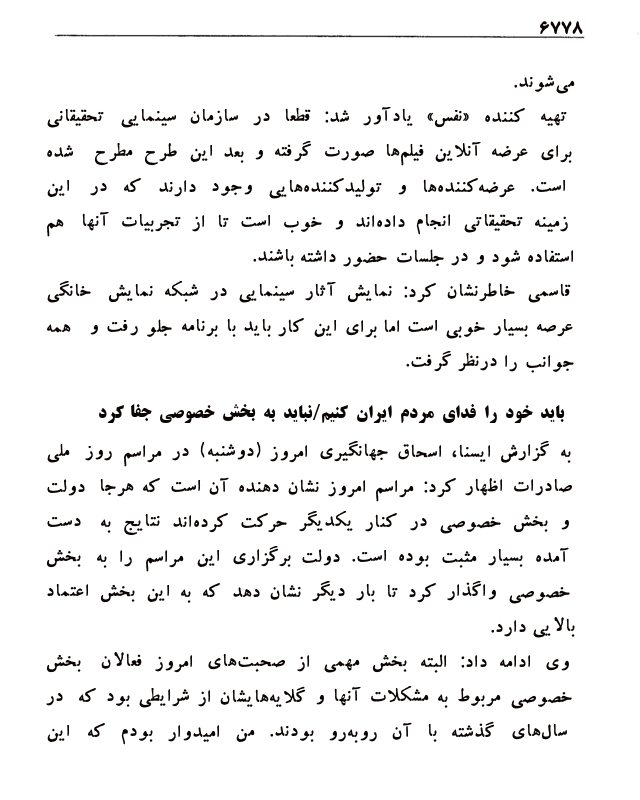 ۶۷۷۸
می‌شوند.
تهیه کننده «نفس» یادآور شد: قطعا در سازمان سینمایی تحقیقاتی
برای عرضه آنلاین فیلم‌ها صورت گرفته و بعد این طرح مطرح شده
است. عرضه‌کننده‌ها و تولیدکننده‌هایی وجود دارند که در این
زمینه تحقیقاتی انجام داده‌اند و خوب است تا از تجربیات آنها هم
استفاده شود و در جلسات حضور داشته باشند.
قاسمی خاطرنشان کرد: نمایش آثار سینمایی در شبکه نمایش خانگی
عرصه بسیار خوبی است اما برای این کار باید با برنامه جلو رفت و همه
جوانب را درنظر گرفت.
باید خود را فدای مردم ایران کنیم/نباید به بخش خصوصی جفا کرد
به گزارش ایسنا، اسحاق جهانگیری امروز (دوشنبه) در مراسم روز ملی
صادرات اظهار کرد: مراسم امروز نشان دهنده آن است که هرجا دولت
و بخش خصوصی در کنار یکدیگر حرکت کرده‌اند نتایج به دست
آمده بسیار مثبت بوده است. دولت برگزاری این مراسم را به بخش
خصوصی واگذار کرد تا بار دیگر نشان دهد که به این بخش اعتماد
بالایی دارد.
وی ادامه داد: البته بخش مهمی از صحبت‌های امروز فعالان بخش
خصوصی مربوط به مشکلات آنها و گلایه‌هایشان از شرایطی بود که در
سال‌های گذشته با آن روبه‌رو بودند. من امیدوار بودم که این